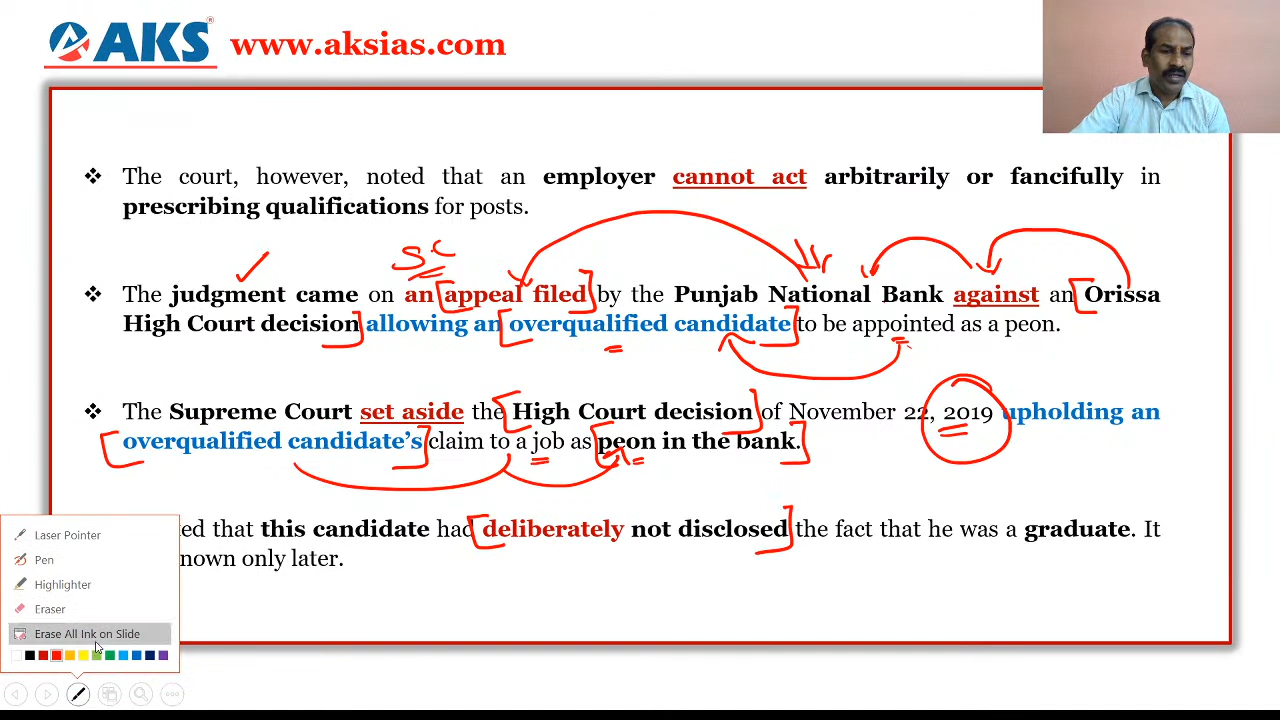 AKS®
www.aksias.com
The court, however, noted that an employer cannot act arbitrarily or fancifully in
prescribing qualifications for posts.
SC
The judgment came on an appeal filed by the Punjab National Bank against an Orissa
High Court decision allowing an overqualified candidate to be appointed as a peon.
The Supreme Court set aside the High Court decision of November 22, 2019 upholding an
overqualified candidate's claim to a job as peon in the bank.
that this candidate had deliberately not disclosed the fact that he was a graduate. It
only later.
Laser Pointer
Pen
Highlighter
Eraser
Erase All Ink on Slide